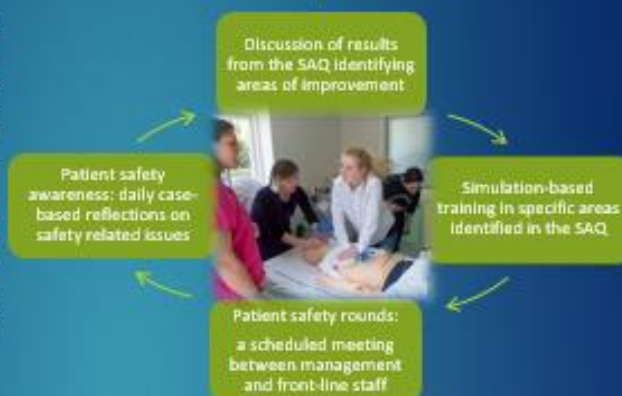 Discussion of results
from the SAQ identifying
areas of improvement
Simulation-based
training in specific areas
identified in the SAQ
Patient safety rounds:
a scheduled meeting
between management
and front-line staff
Patient safety
awareness: daily case-
based reflections on
safety related issues